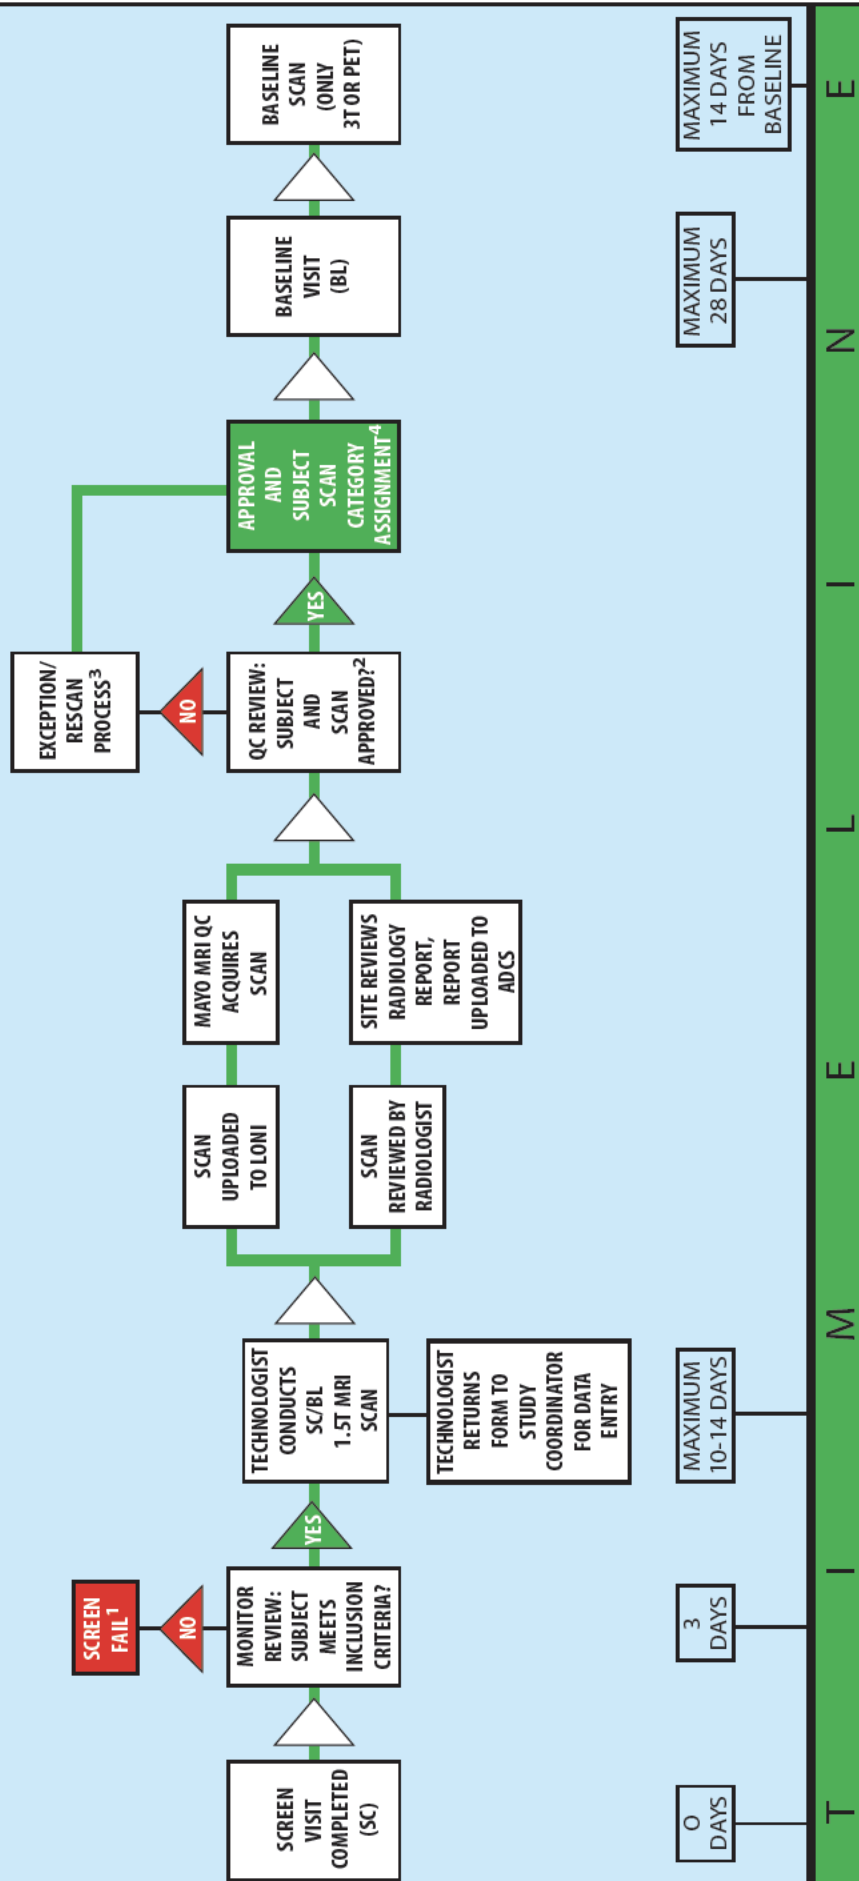 SCREEN
VISIT
COMPLETED
(SC)
SCREEN
FAIL1
NO
MONITOR
REVIEW:
SUBJECT
MEETS
INCLUSION
CRITERIA?
YES
TECHNOLOGIST
CONDUCTS
SC/BL
1.5T MRI
SCAN
TECHNOLOGIST
RETURNS
FORM TO
STUDY
COORDINATOR
FOR DATA
ENTRY
SCAN
UPLOADED
TO LONI
MAYO MRI QC
ACQUIRES
SCAN
SCAN
REVIEWED BY
RADIOLOGIST
SITE REVIEWS
RADIOLOGY
REPORT,
REPORT
UPLOADED TO
ADCS
EXCEPTION/
RESCAN
PROCESS3
NO
QC REVIEW:
SUBJECT
AND
SCAN
APPROVED?2
YES
APPROVAL
AND
SUBJECT
SCAN
CATEGORY
ASSIGNMENT4
BASELINE
VISIT
(BL)
BASELINE
SCAN
(ONLY
3T OR PET)
0
DAYS
3
DAYS
MAXIMUM
10-14 DAYS
MAXIMUM
28 DAYS
MAXIMUM
14 DAYS
FROM
BASELINE
TIMELINE